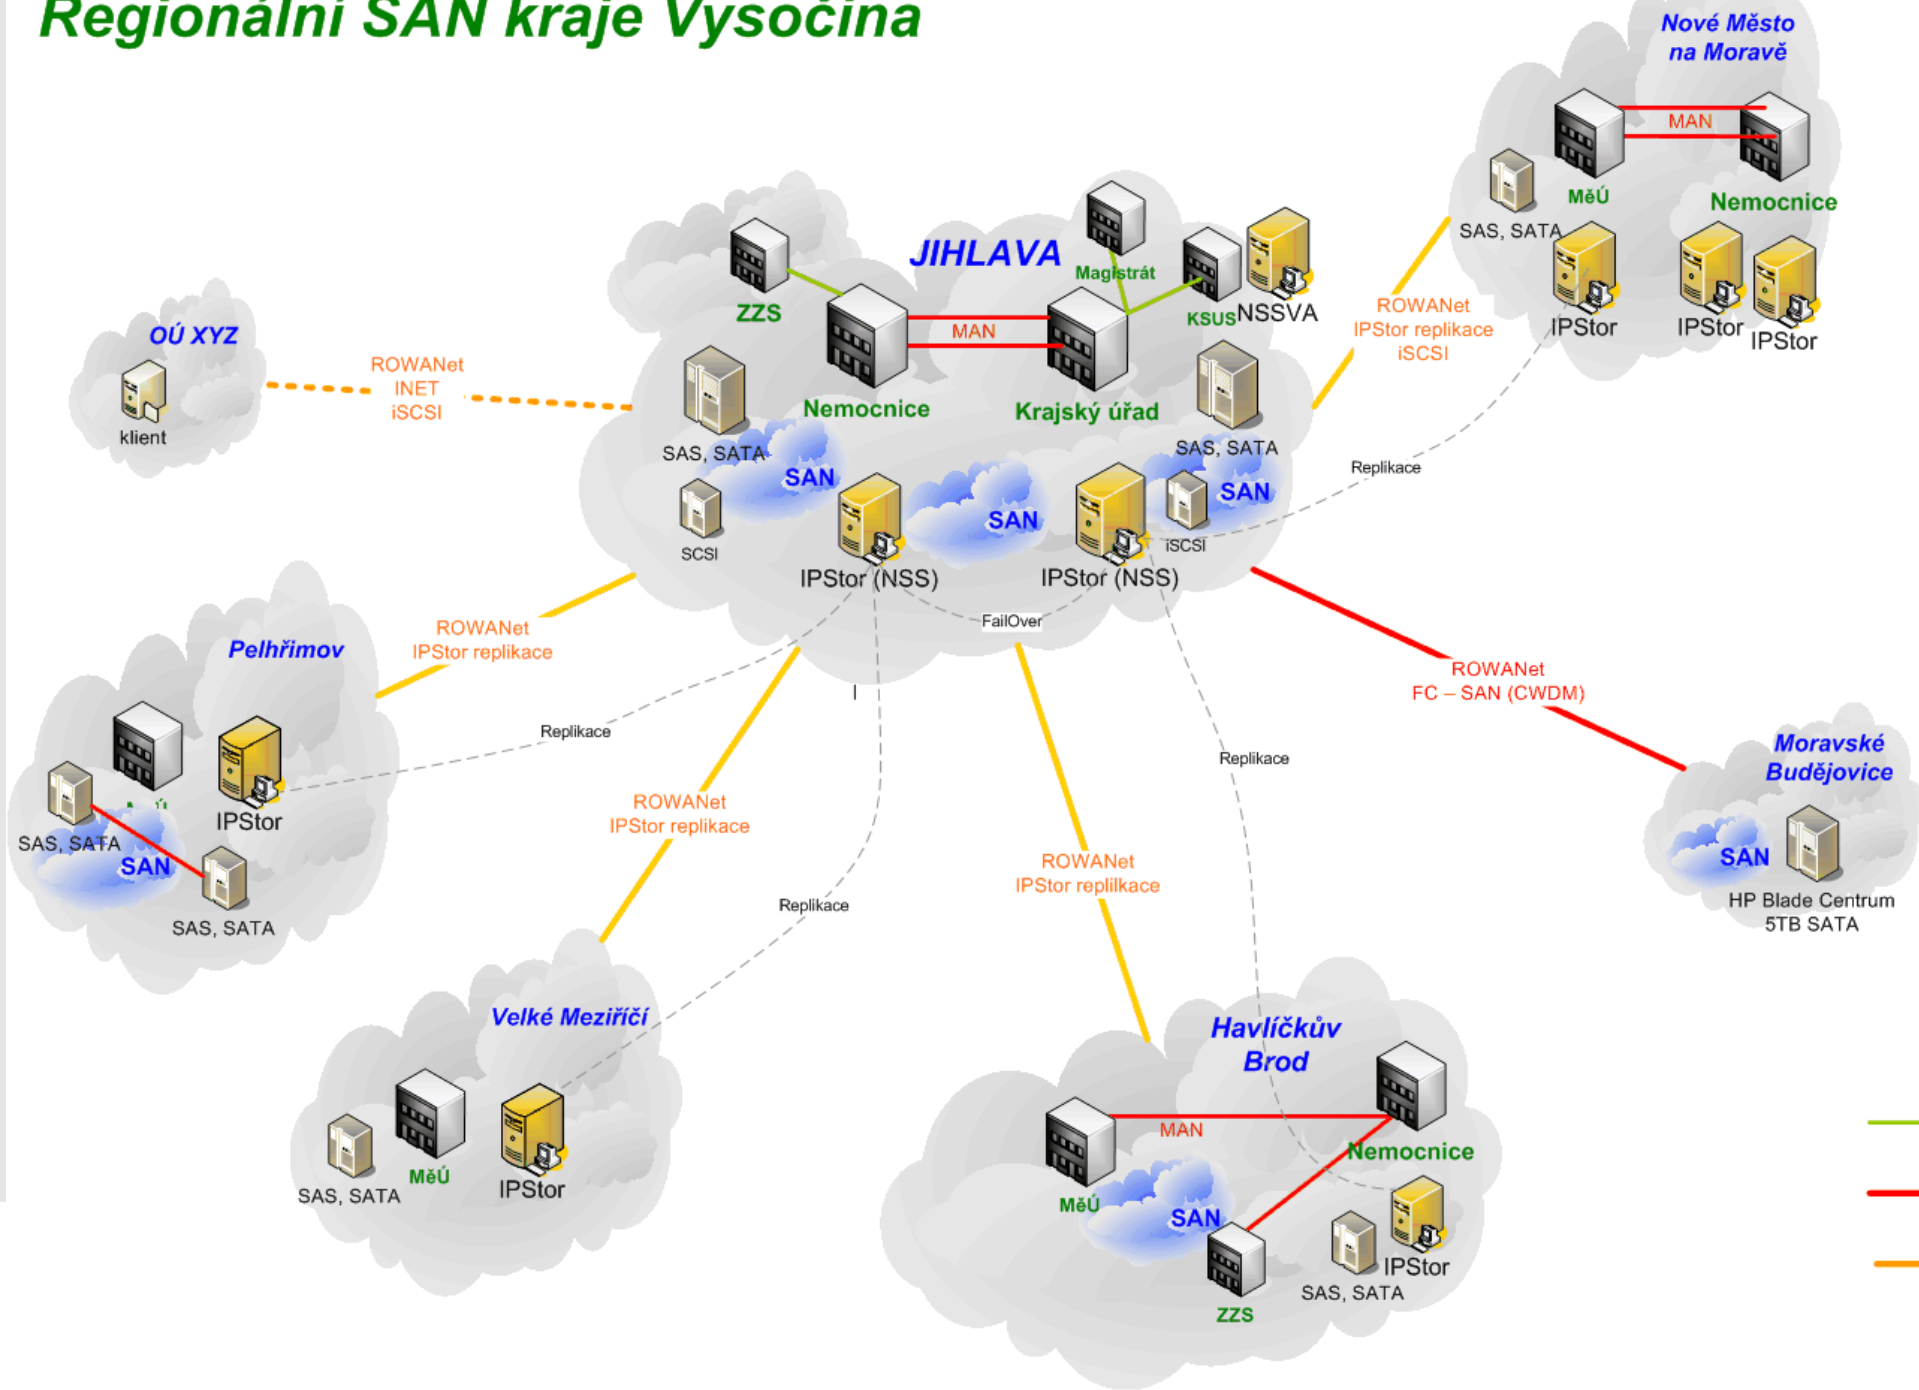 Regionální SAN kraje Vysočina
Nové Město
na Moravě
MAN
MěÚ
Nemocnice
SAS, SATA
IPStor
IPStor
IPStor
JIHLAVA
ZZS
Magistrát
KSUS
NSSVA
MAN
Nemocnice
Krajský úřad
SAS, SATA
SAS, SATA
SAN
SAN
SAN
SCSI
iSCSI
IPStor (NSS)
IPStor (NSS)
FailOver
OÚ XYZ
klient
ROWANet
INET
iSCSI
ROWANet
IPStor replikace
iSCSI
Replikace
Pelhřimov
ROWANet
IPStor replikace
IPStor
SAS, SATA
SAN
SAS, SATA
Replikace
I
ROWANet
IPStor replikace
Replikace
ROWANet
IPStor replilkace
Replikace
ROWANet
FC – SAN (CWDM)
Moravské
Budějovice
SAN
HP Blade Centrum
5TB SATA
Velké Meziříčí
SAS, SATA
MěÚ
IPStor
Havlíčkův
Brod
MAN
Nemocnice
MěÚ
SAN
ZZS
SAS, SATA
IPStor